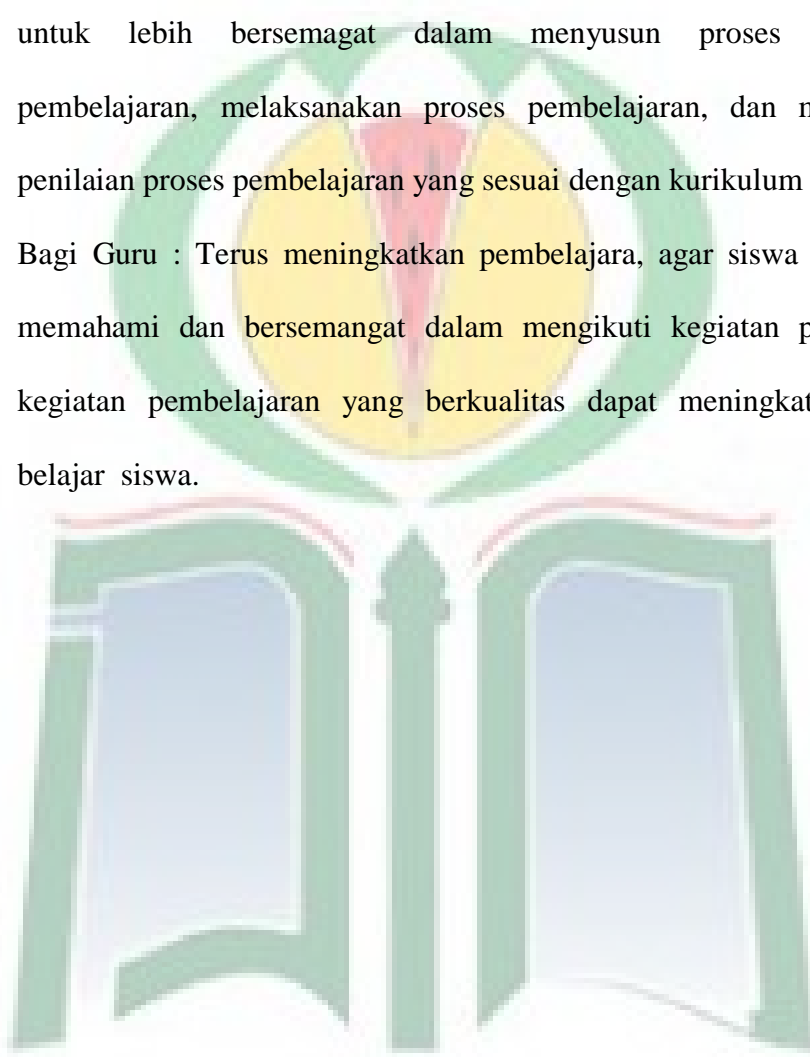 untuk lebih bersemagat dalam menyusun proses
pembelajaran, melaksanakan proses pembelajaran, dan
penilaian proses pembelajaran yang sesuai dengan kurikulum
Bagi Guru : Terus meningkatkan pembelajara, agar siswa
memahami dan bersemangat dalam mengikuti kegiatan
kegiatan pembelajaran yang berkualitas dapat
belajar siswa.